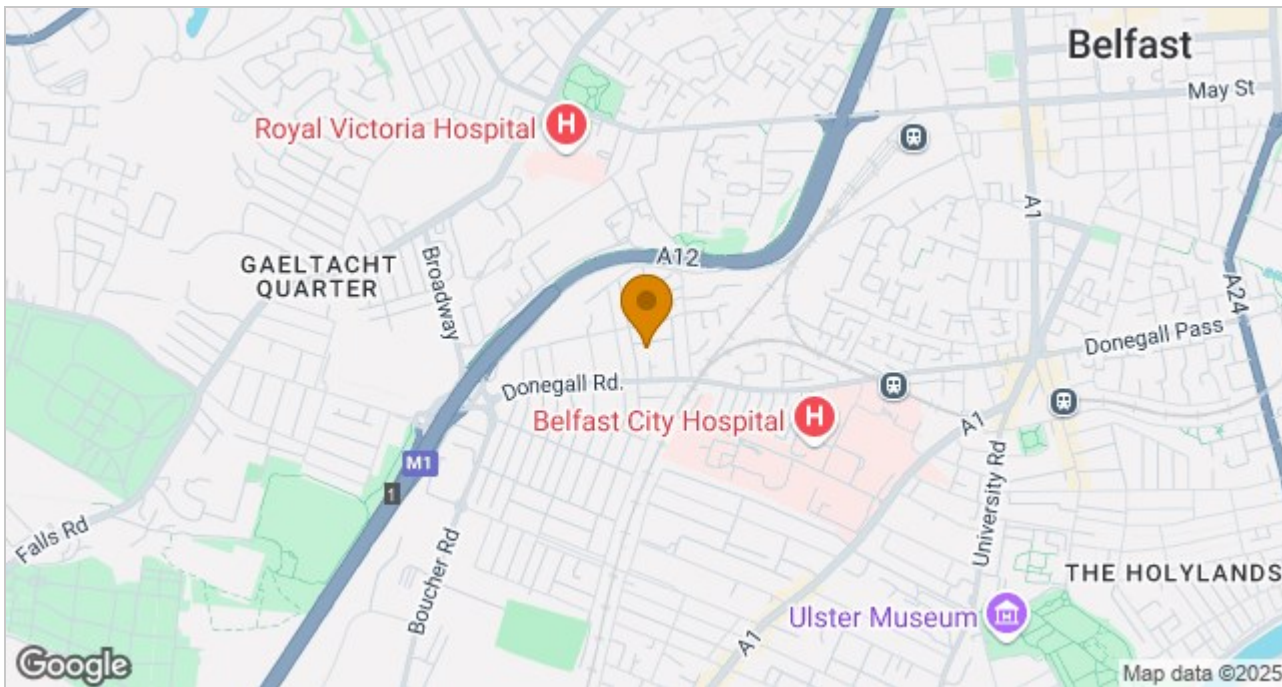 Belfast
May St
Royal Victoria Hospital
H
A1
A12
GAELTACHT
QUARTER
Broadway
A24
Donegall Pass
Donegall Rd.
Belfast City Hospital
H
A1
M1
1
University Rd
Falls Rd
Boucher Rd
THE HOLYLANDS
Ulster Museum
A1
Google
Map data ©2025